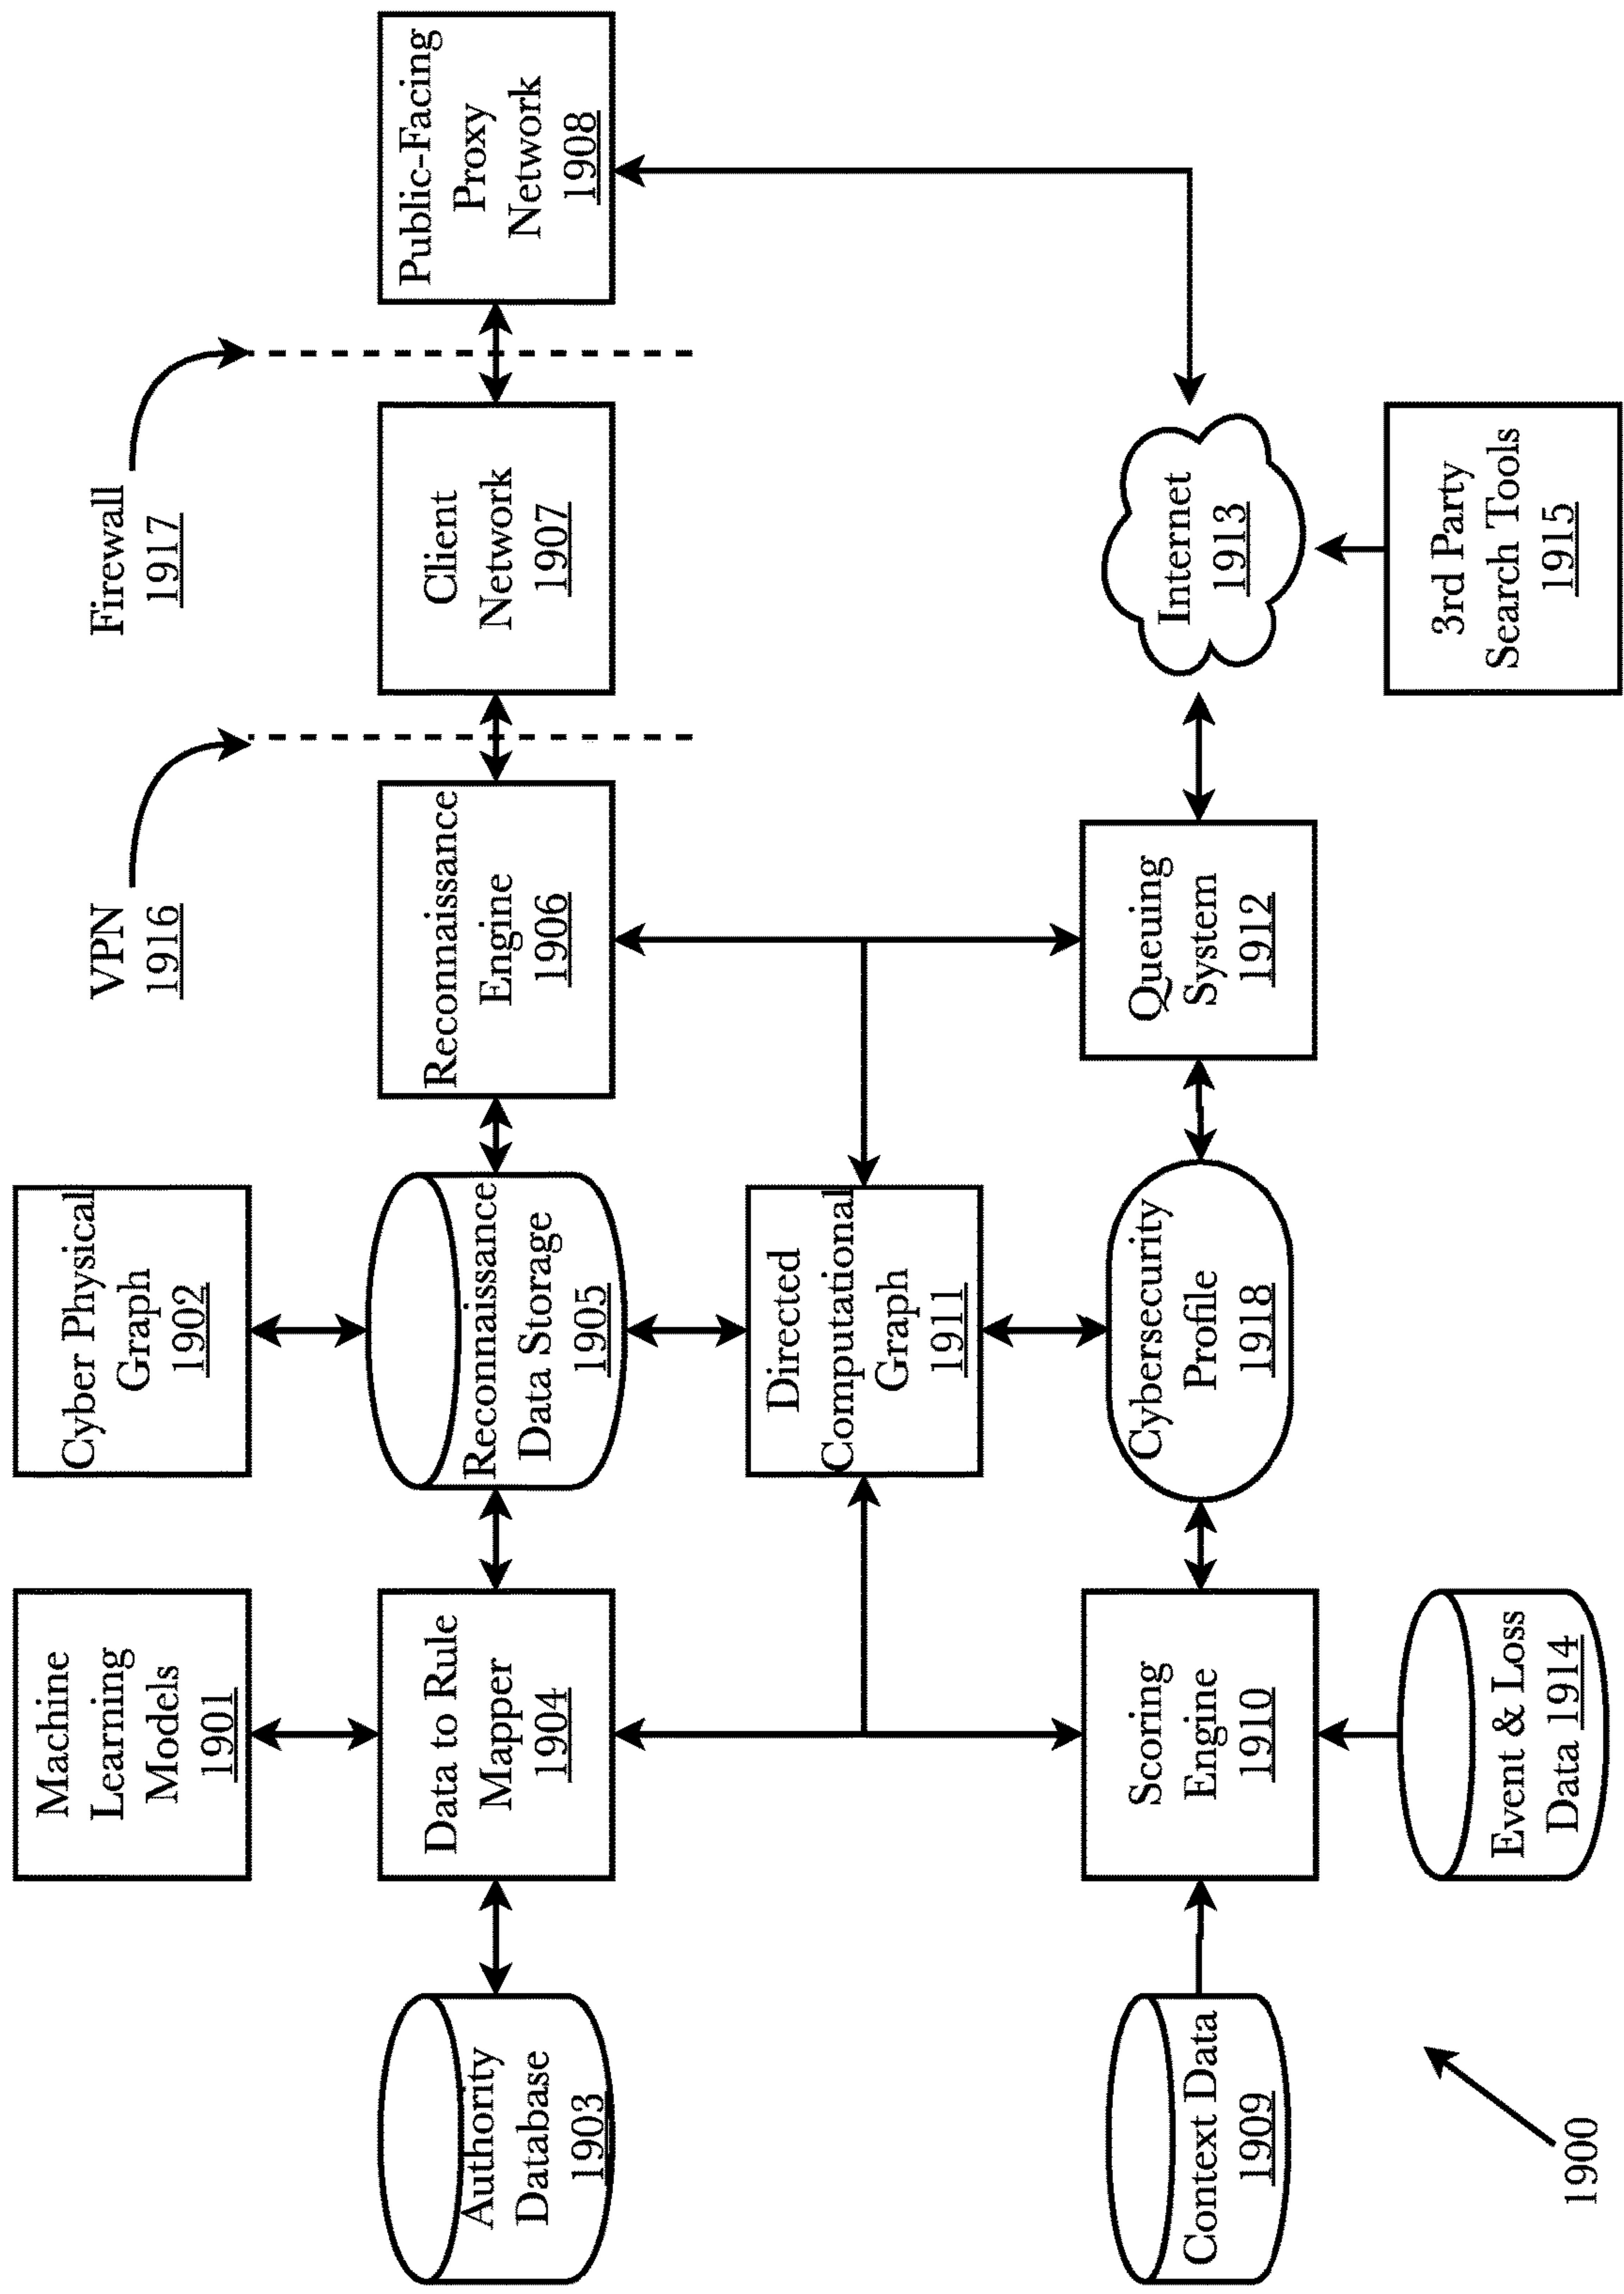 Machine
Learning
Models
1901
Cyber Physical
Graph
1902
VPN
1916
Firewall
1917
Authority
Database
1903
Data to Rule
Mapper
1904
Reconnaissance
Data Storage
1905
Reconnaissance
Engine
1906
Client
Network
1907
Public-Facing
Proxy
Network
1908
Directed
Computational
Graph
1911
Context Data
1909
Scoring
Engine
1910
Cybersecurity
Profile
1918
Queuing
System
1912
Internet
1913
Event & Loss
Data 1914
3rd Party
Search Tools
1915
1900